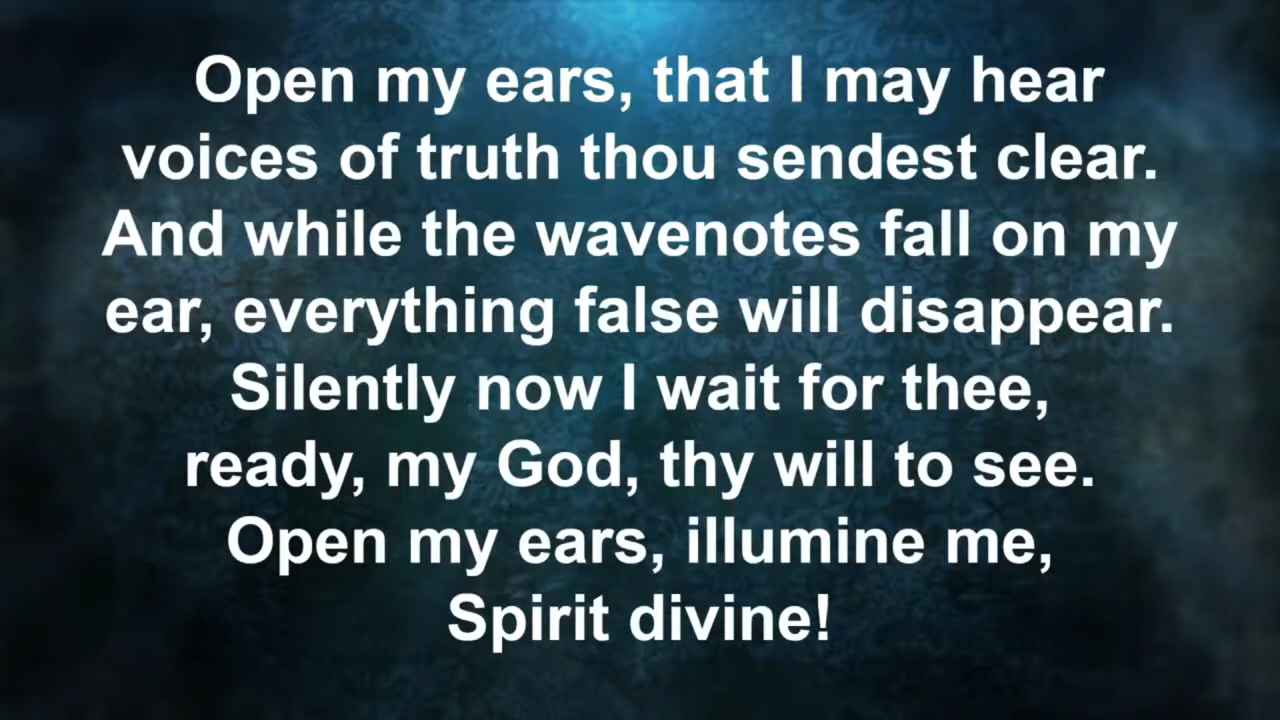 Open my ears, that I may hear
voices of truth thou sendest clear.
And while the wavenotes fall on my
ear, everything false will disappear.
Silently now I wait for thee,
ready, my God, thy will to see.
Open my ears, illumine me,
Spirit divine!